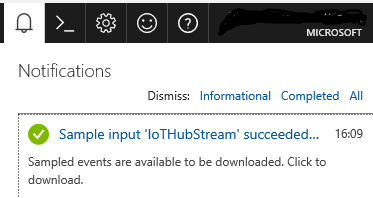 MICROSOFT
Notifications
Dismiss: Informational Completed All
Sample input 'IoTHubStream' succeeded... 16:09
Sampled events are available to be downloaded. Click to
download.